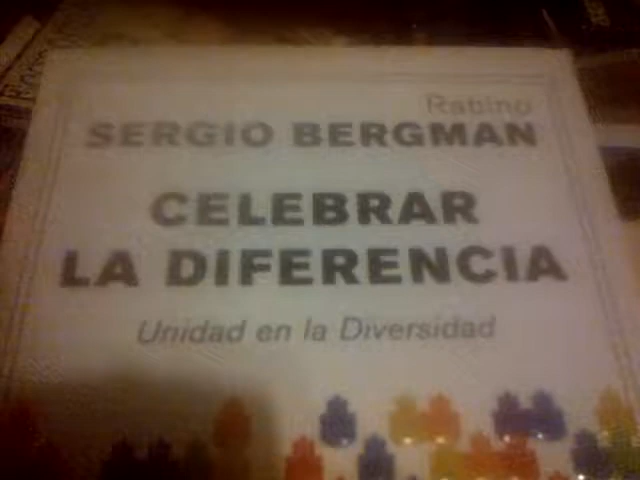 Rabino
SERGIO BERGMAN
CELEBRAR
LA DIFERENCIA
Unidad en la Diversidad